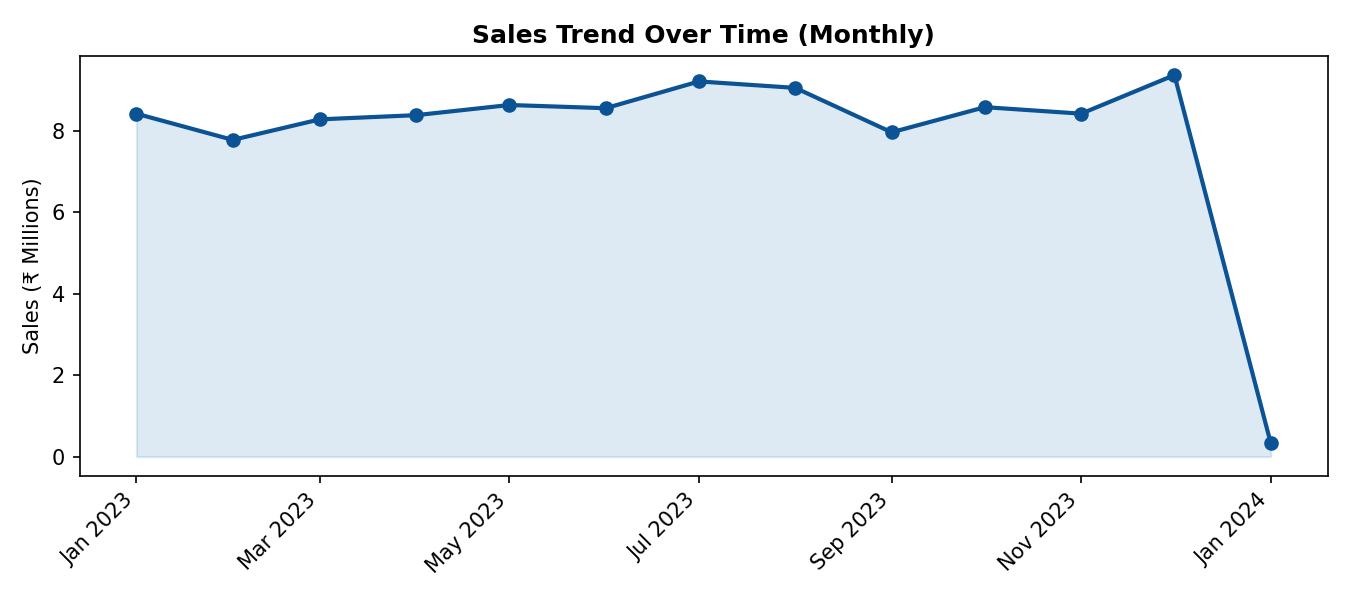 Sales Trend Over Time (Monthly)
Sales (₹ Millions)
8
6
4
2
0
Jan 2023
Mar 2023
May 2023
Jul 2023
Sep 2023
Nov 2023
Jan 2024